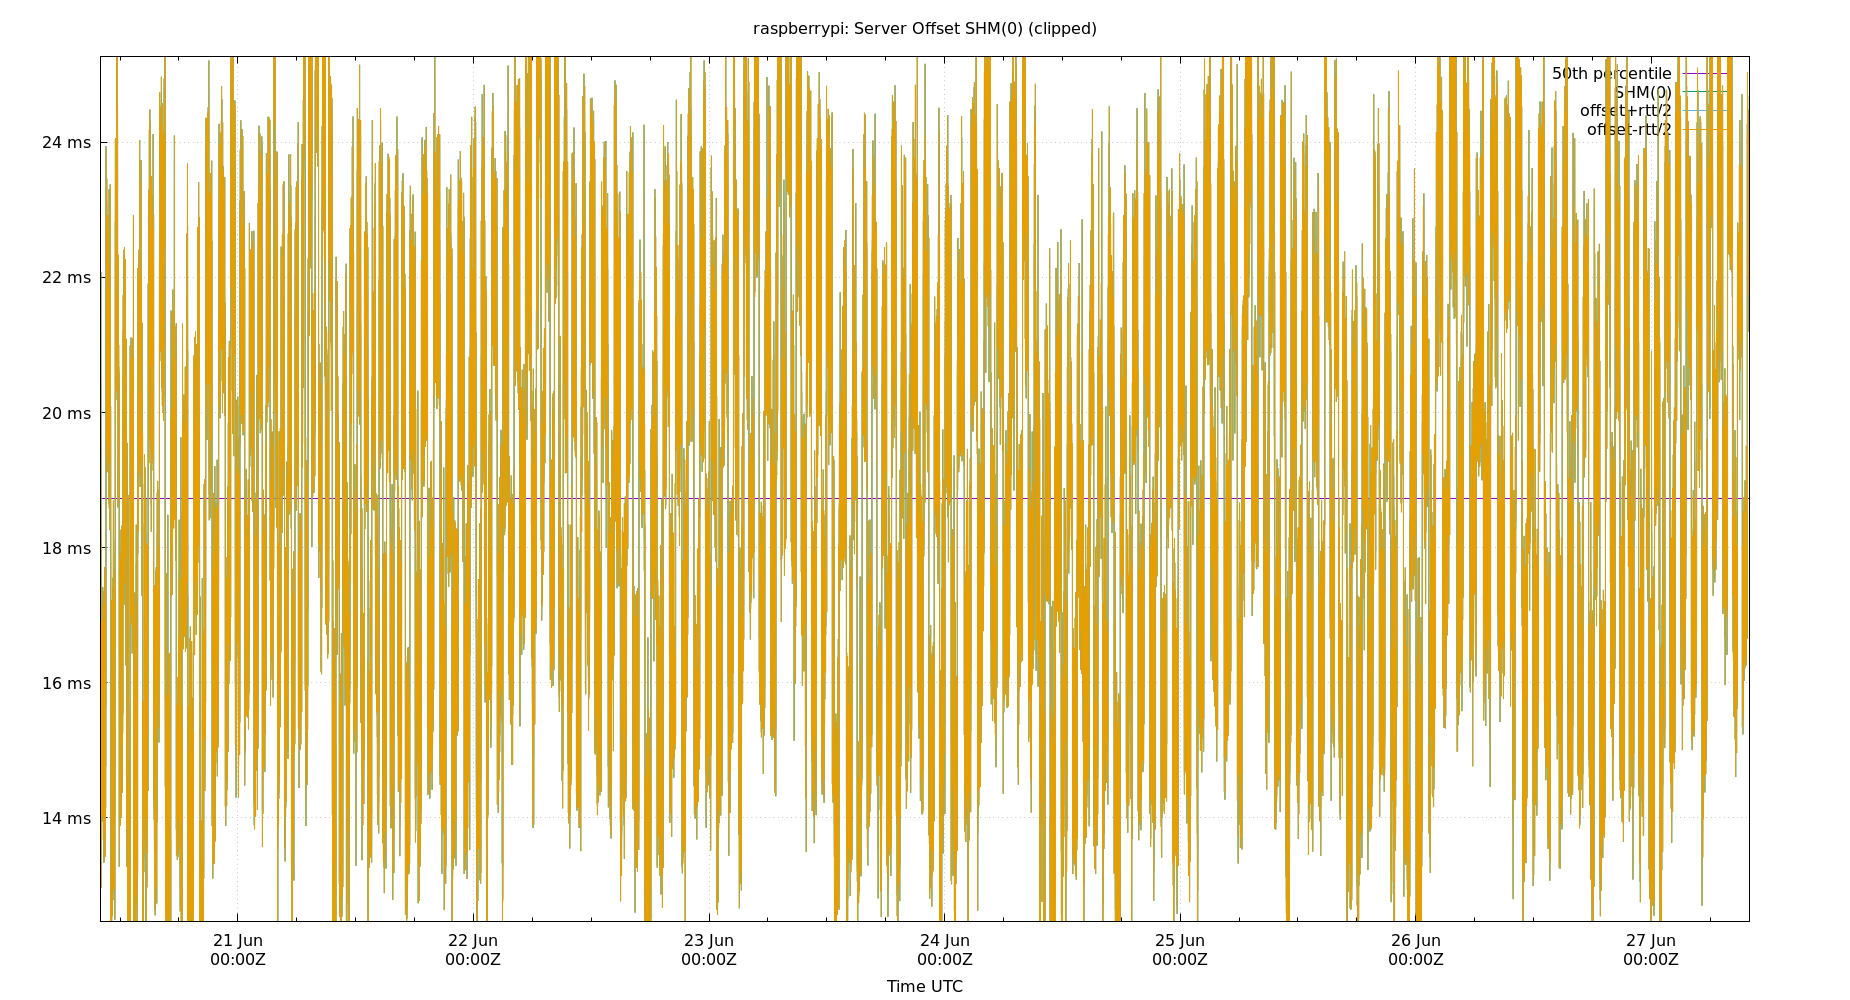 raspberrypi: Server Offset SHM(0) (clipped)
50th percentile
SHM(0)
offset+rtt/2
offset-rtt/2
24 ms
22 ms
20 ms
18 ms
16 ms
14 ms
21 Jun 22 Jun 23 Jun 24 Jun 25 Jun 26 Jun 27 Jun
00:00Z 00:00Z 00:00Z 00:00Z 00:00Z 00:00Z 00:00Z
Time UTC